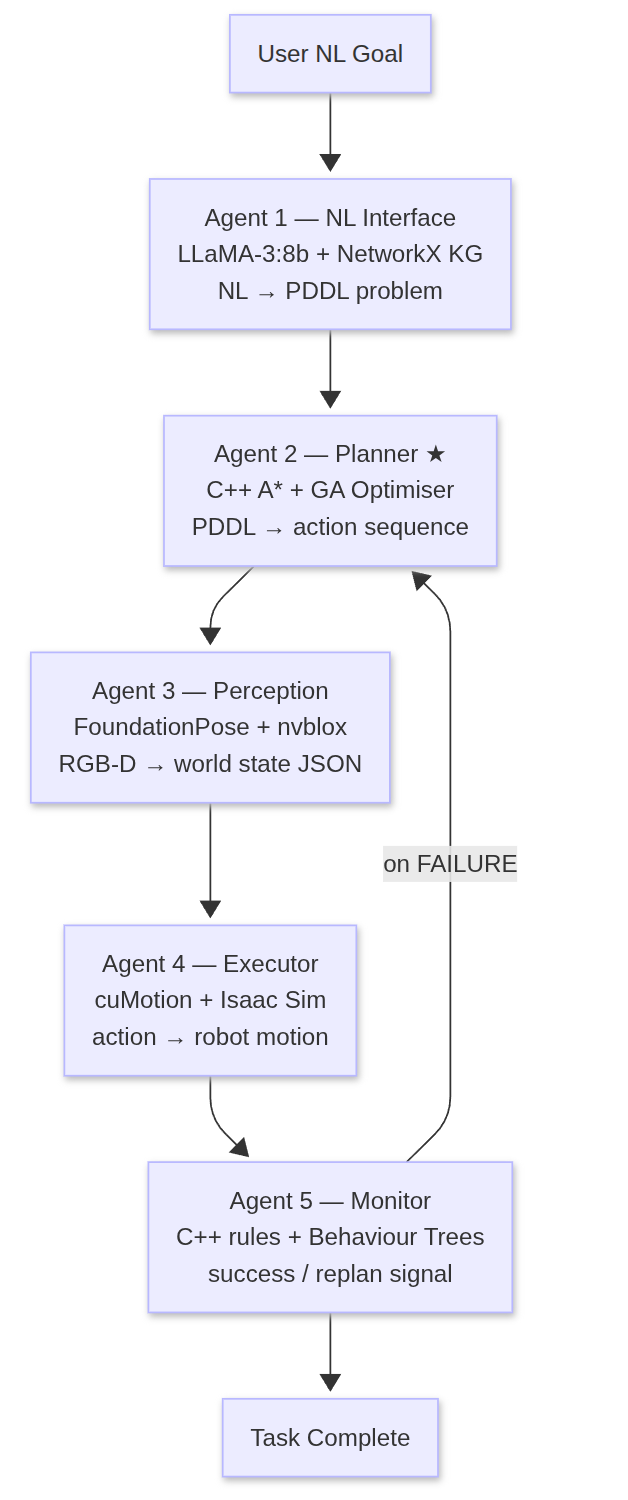 User NL Goal
Agent 1 — NL Interface
LLaMA-3:8b + NetworkX KG
NL → PDDL problem
Agent 2 — Planner ★
C++ A* + GA Optimiser
PDDL → action sequence
Agent 3 — Perception
FoundationPose + nvblox
RGB-D → world state JSON
on FAILURE
Agent 4 — Executor
cuMotion + Isaac Sim
action → robot motion
Agent 5 — Monitor
C++ rules + Behaviour Trees
success / replan signal
Task Complete